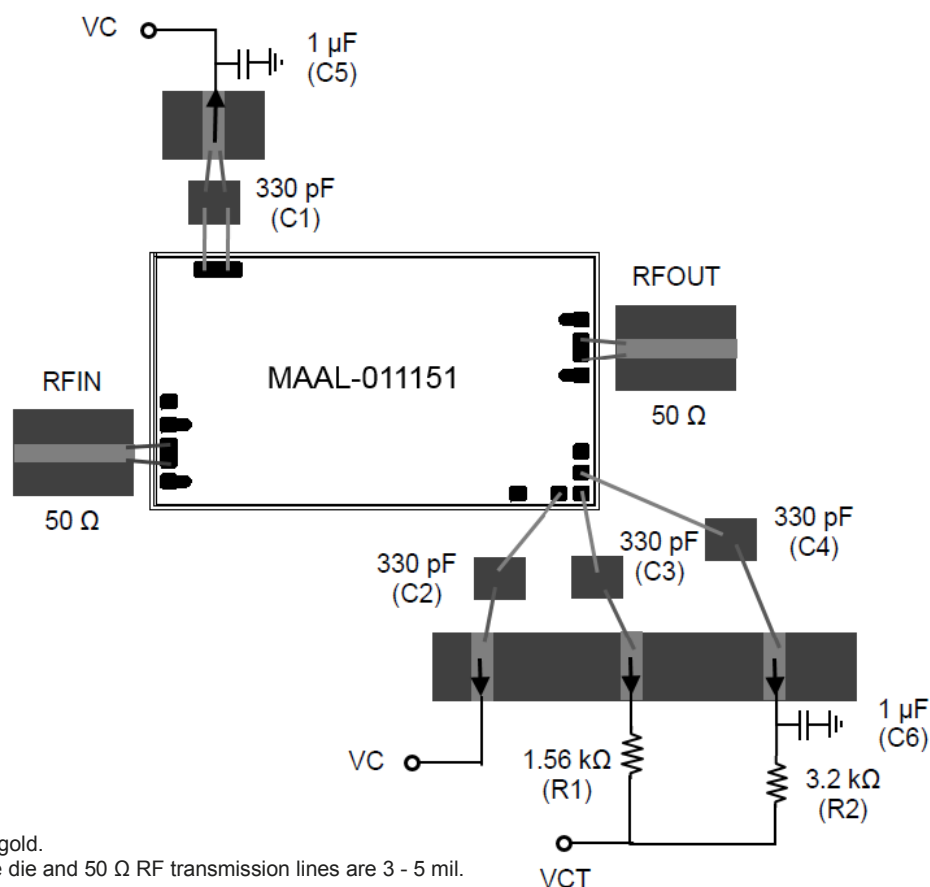 VC
1 µF
(C5)
330 pF
(C1)
RFOUT
MAAL-011151
RFIN
50 Ω
50 Ω
330 pF
(C2)
330 pF
(C3)
330 pF
(C4)
1 µF
(C6)
VC
1.56 kΩ
(R1)
3.2 kΩ
(R2)
VCT
gold.
die and 50 Ω RF transmission lines are 3 - 5 mil.